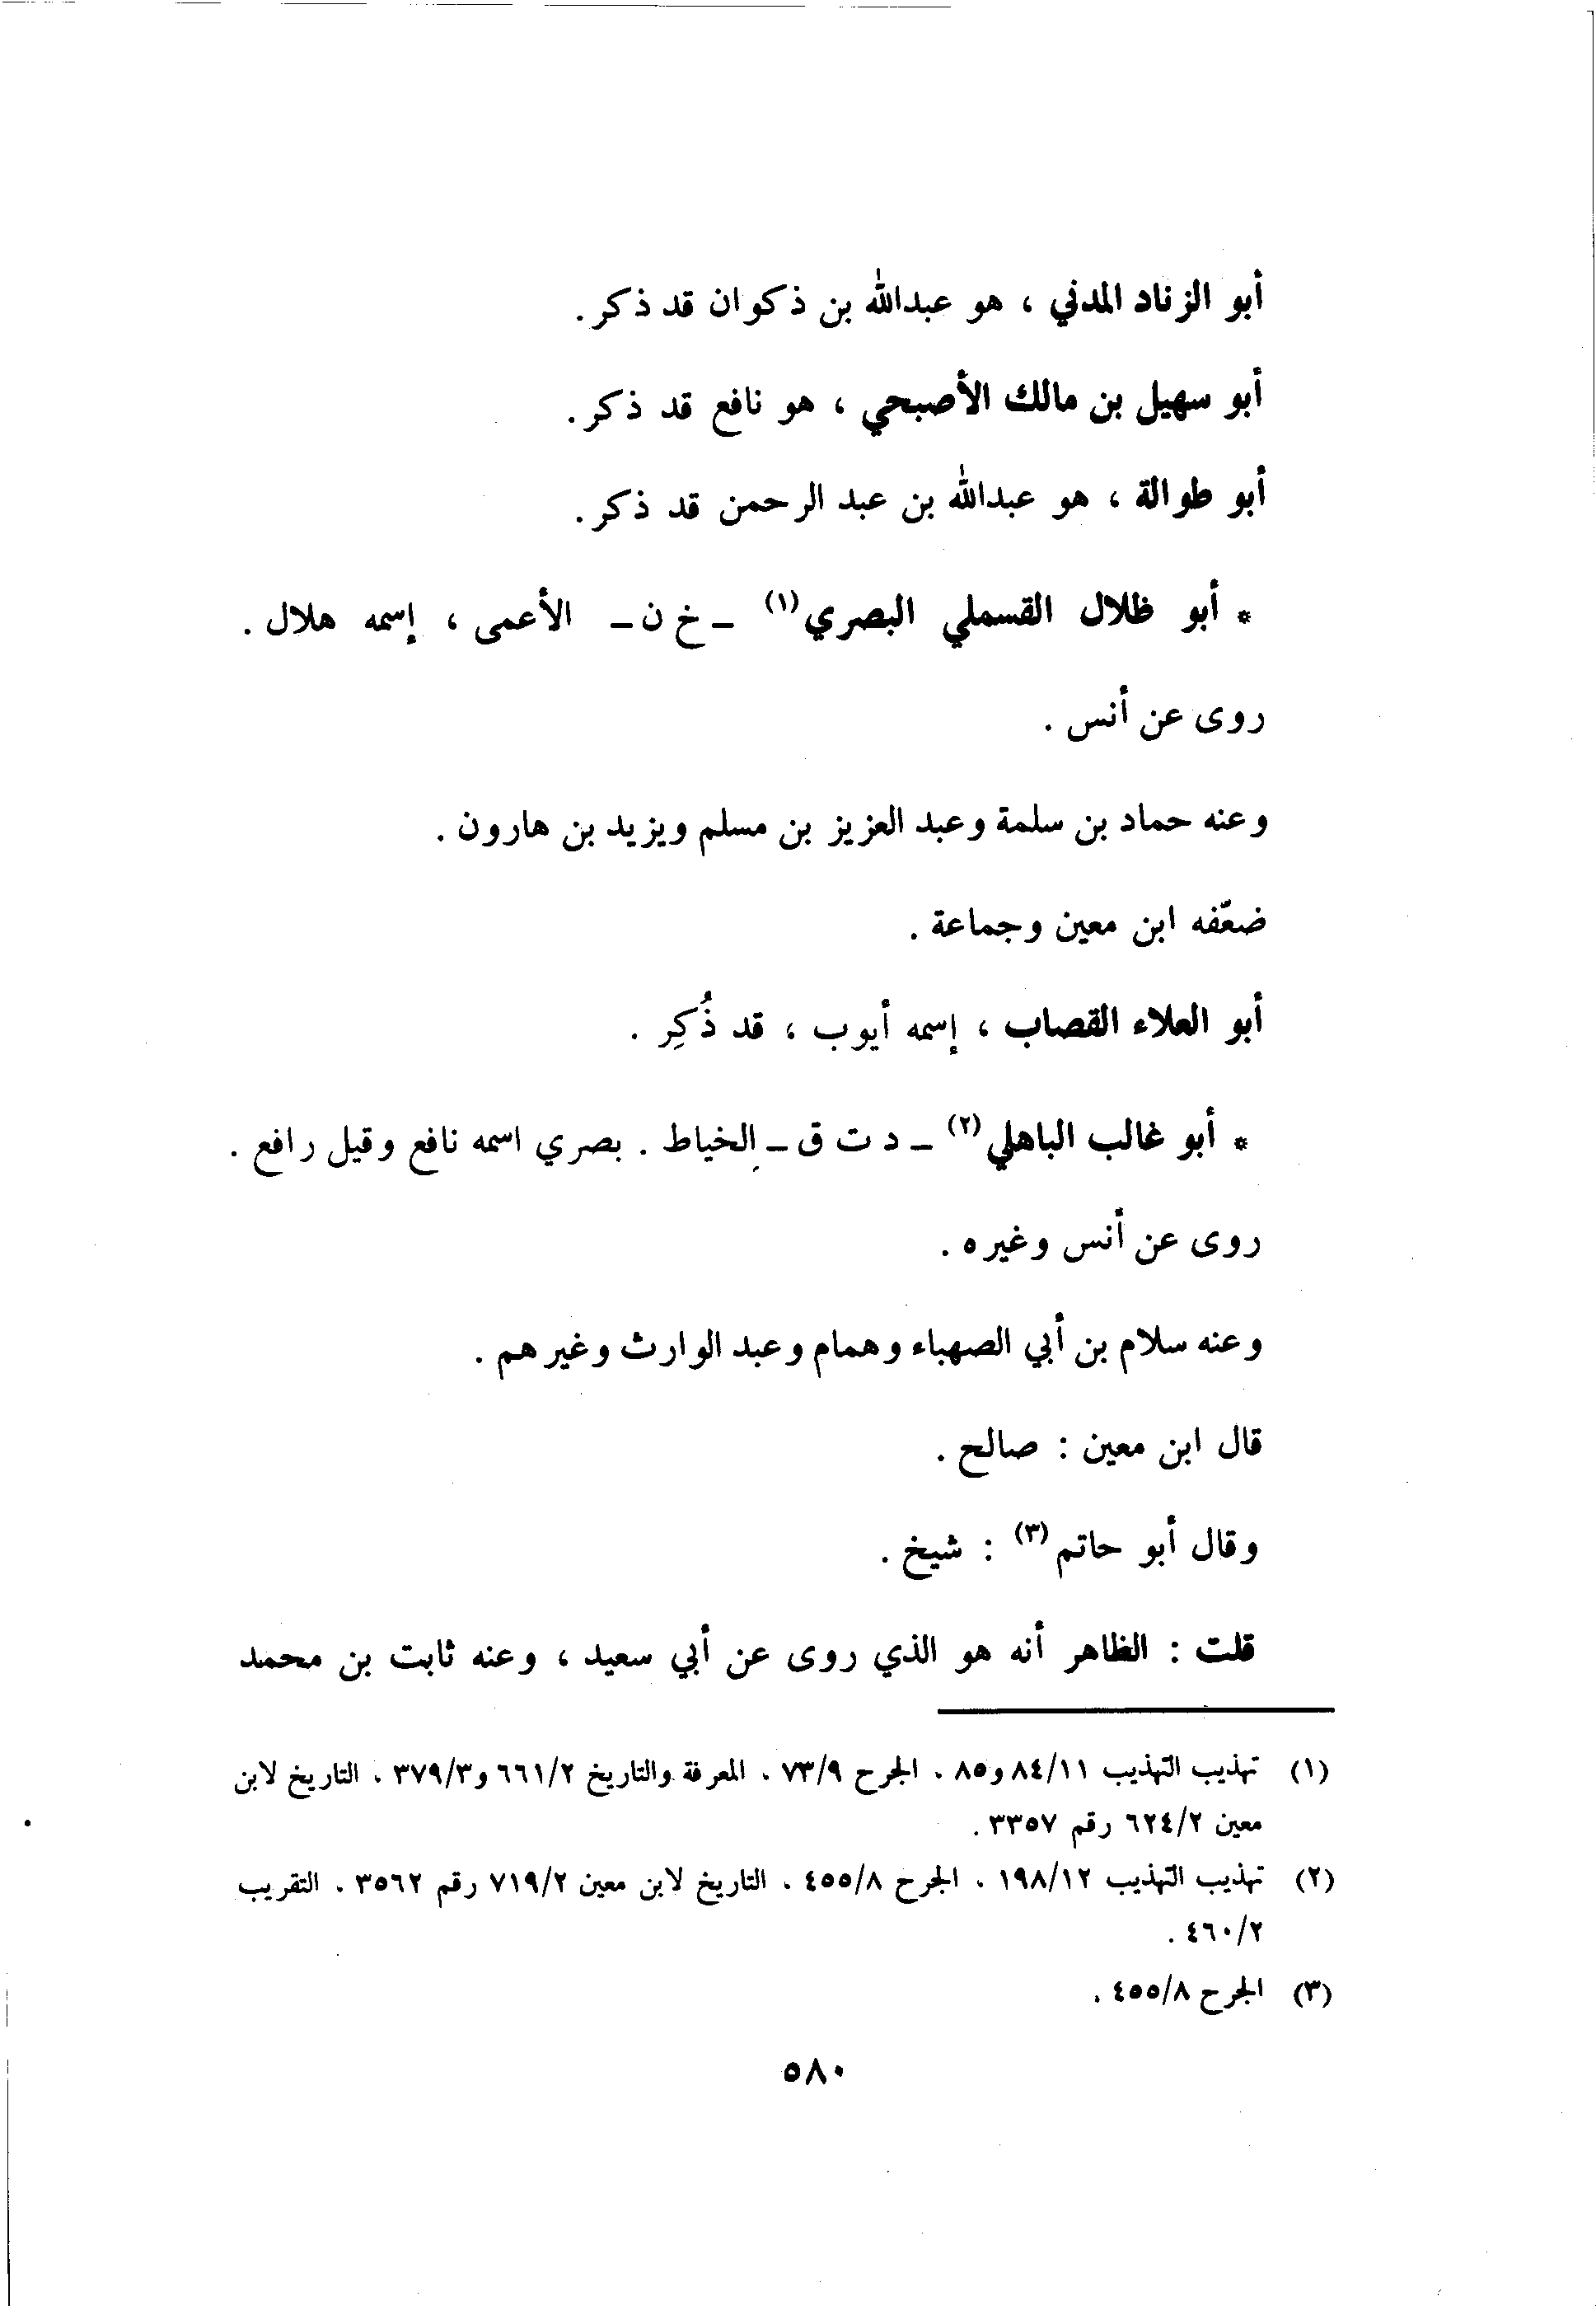 أبو الزناد المدني ، هو عبدالله بن ذكوان قد ذكر .
أبو سهيل بن مالك الأصبحي ، هو نافع قد ذكر .
أبو طوالة ، هو عبدالله بن عبد الرحمن قد ذكر .
* أبو ظلال القسملي البصري (١) ـ خ ن ـ الأعمى ، إسمه هلال .
روى عن أنس .
وعنه حماد بن سلمة وعبد العزيز بن مسلم ويزيد بن هارون .
ضعّفه ابن معين وجماعة .
أبو العلاء القصاب ، إسمه أيوب ، قد ذُكِر .
* أبو غالب الباهلي (٢) ـ د ت ق ـ الخياط . بصري اسمه نافع وقيل رافع .
روى عن أنس وغيره .
وعنه سلام بن أبي الصهباء وهمام وعبد الوارث وغيرهم .
قال ابن معين : صالح .
وقال أبو حاتم (٣) : شيخ .
قلت : الظاهر أنه هو الذي روى عن أبي سعيد ، وعنه ثابت بن محمد
(١) تهذيب التهذيب ٨٤/١١ و٨٥ . الجرح ٧٣/٩ . المعرفة والتاريخ ٦٦١/٢ و٣٧٩/٣ . التاريخ لابن
معين ٦٢٤/٢ رقم ٣٣٥٧ .
(٢) تهذيب التهذيب ١٩٨/١٢ . الجرح ٤٥٥/٨ . التاريخ لابن معين ٧١٩/٢ رقم ٣٥٦٢ . التقريب
٤٦٠/٢ .
(٣) الجرح ٤٥٥/٨ .
٥٨٠